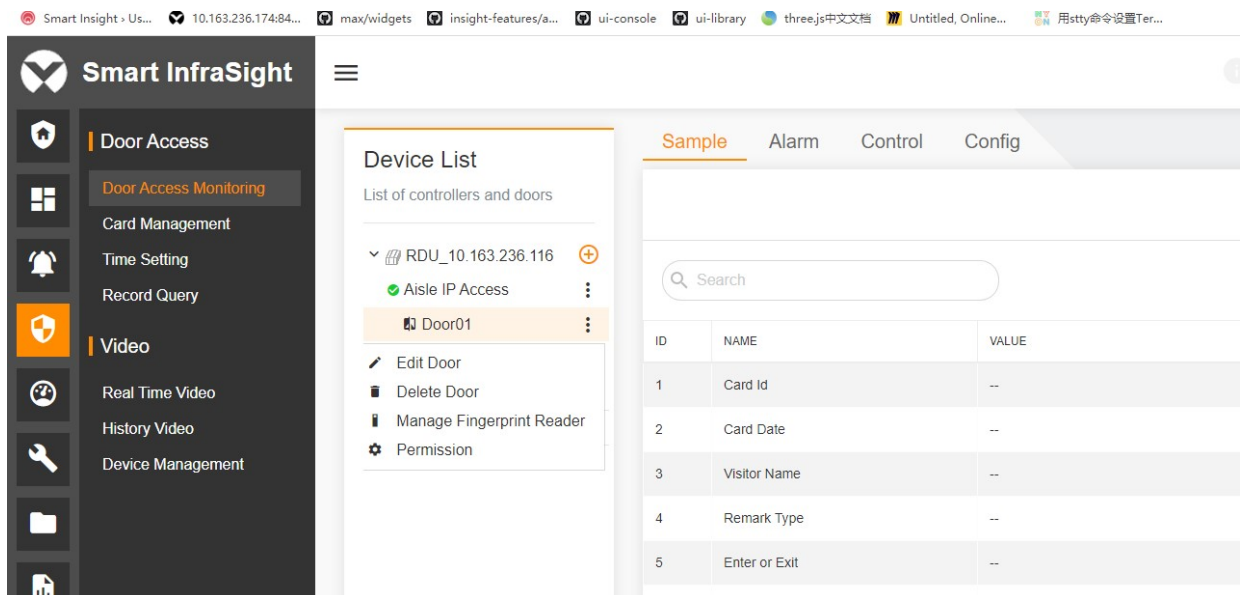 Smart Insight › Us... 10.163.236.174:84... max/widgets insight-features/a... ui-console ui-library three.js中文文档 Untitled, Online... 用stty命令设置Ter...
Smart InfraSight
Door Access
Door Access Monitoring
Card Management
Time Setting
Record Query
Video
Real Time Video
History Video
Device Management
Device List
List of controllers and doors
RDU_10.163.236.116
Aisle IP Access
Door01
Edit Door
Delete Door
Manage Fingerprint Reader
Permission
Sample Alarm Control Config
Search
ID NAME VALUE
1 Card Id --
2 Card Date --
3 Visitor Name --
4 Remark Type --
5 Enter or Exit --